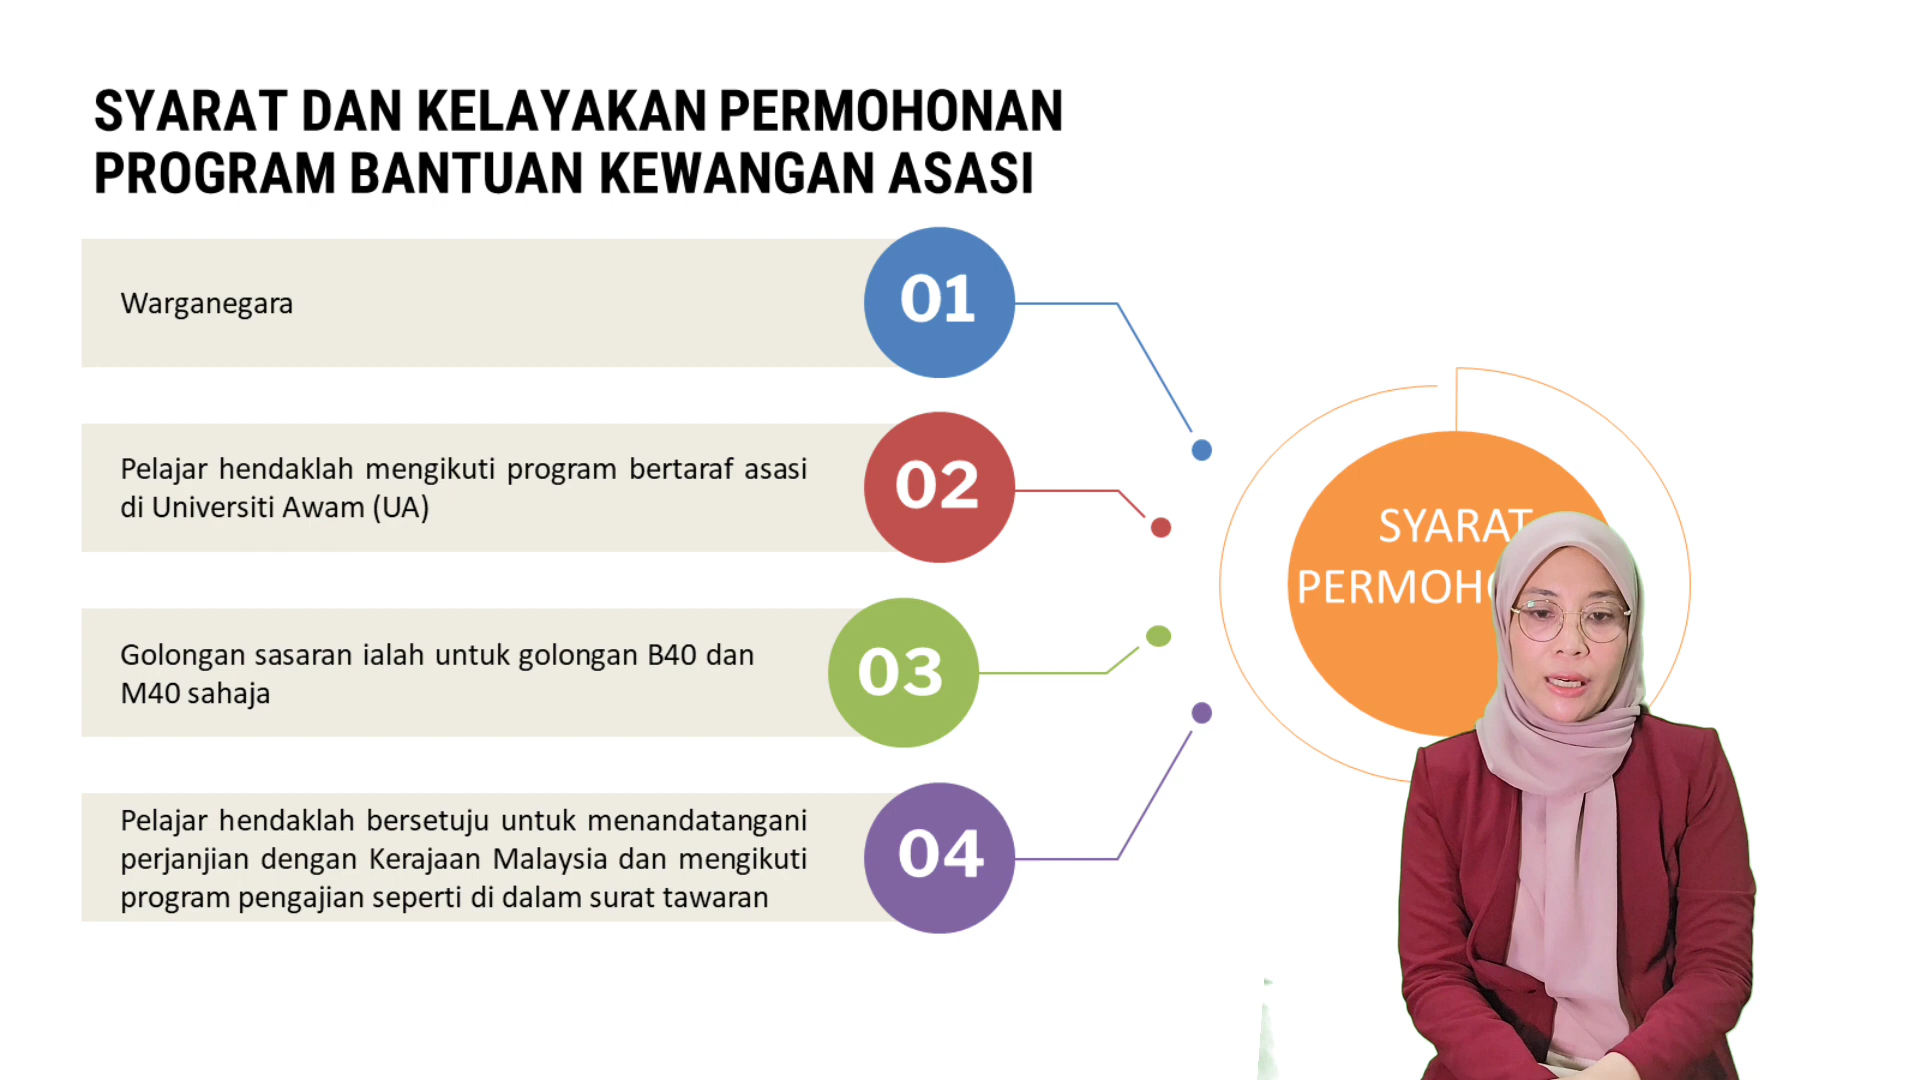 SYARAT DAN KELAYAKAN PERMOHONAN
PROGRAM BANTUAN KEWANGAN ASASI
01
Warganegara
02
Pelajar hendaklah mengikuti program bertaraf asasi
di Universiti Awam (UA)
03
Golongan sasaran ialah untuk golongan B40 dan
M40 sahaja
04
Pelajar hendaklah bersetuju untuk menandatangani
perjanjian dengan Kerajaan Malaysia dan mengikuti
program pengajian seperti di dalam surat tawaran
SYARAT